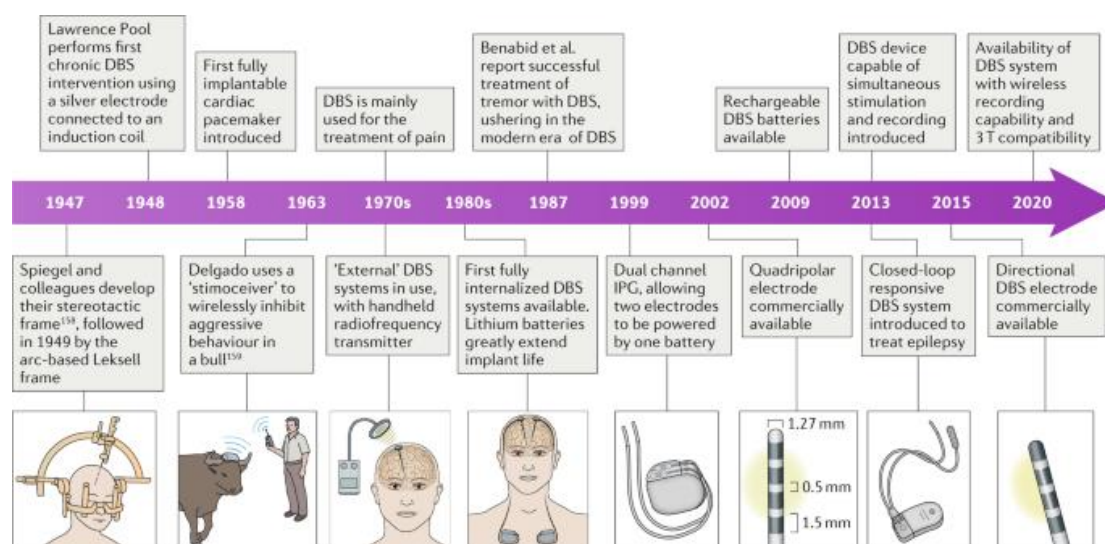 Lawrence Pool
performs first
chronic DBS
intervention using
a silver electrode
connected to an
induction coil
First fully
implantable
cardiac
pacemaker
introduced
DBS is mainly
used for the
treatment of pain
Benabid et al.
report successful
treatment of
tremor with DBS,
ushering in the
modern era of DBS
Rechargeable
DBS batteries
available
DBS device
capable of
simultaneous
stimulation
and recording
introduced
Availability of
DBS system
with wireless
recording
capability and
3 T compatibility
1947 1948 1958 1963 1970s 1980s 1987 1999 2002 2009 2013 2015 2020
Spiegel and
colleagues develop
their stereotactic
frame¹⁵⁸, followed
in 1949 by the
arc-based Leksell
frame
Delgado uses a
‘stimoceiver’ to
wirelessly inhibit
aggressive
behaviour in
a bull¹⁵⁹
‘External’ DBS
systems in use,
with handheld
radiofrequency
transmitter
First fully
internalized DBS
systems available.
Lithium batteries
greatly extend
implant life
Dual channel
IPG, allowing
two electrodes
to be powered
by one battery
Quadripolar
electrode
commercially
available
Closed-loop
responsive
DBS system
introduced to
treat epilepsy
Directional
DBS electrode
commercially
available
1.27 mm
0.5 mm
1.5 mm